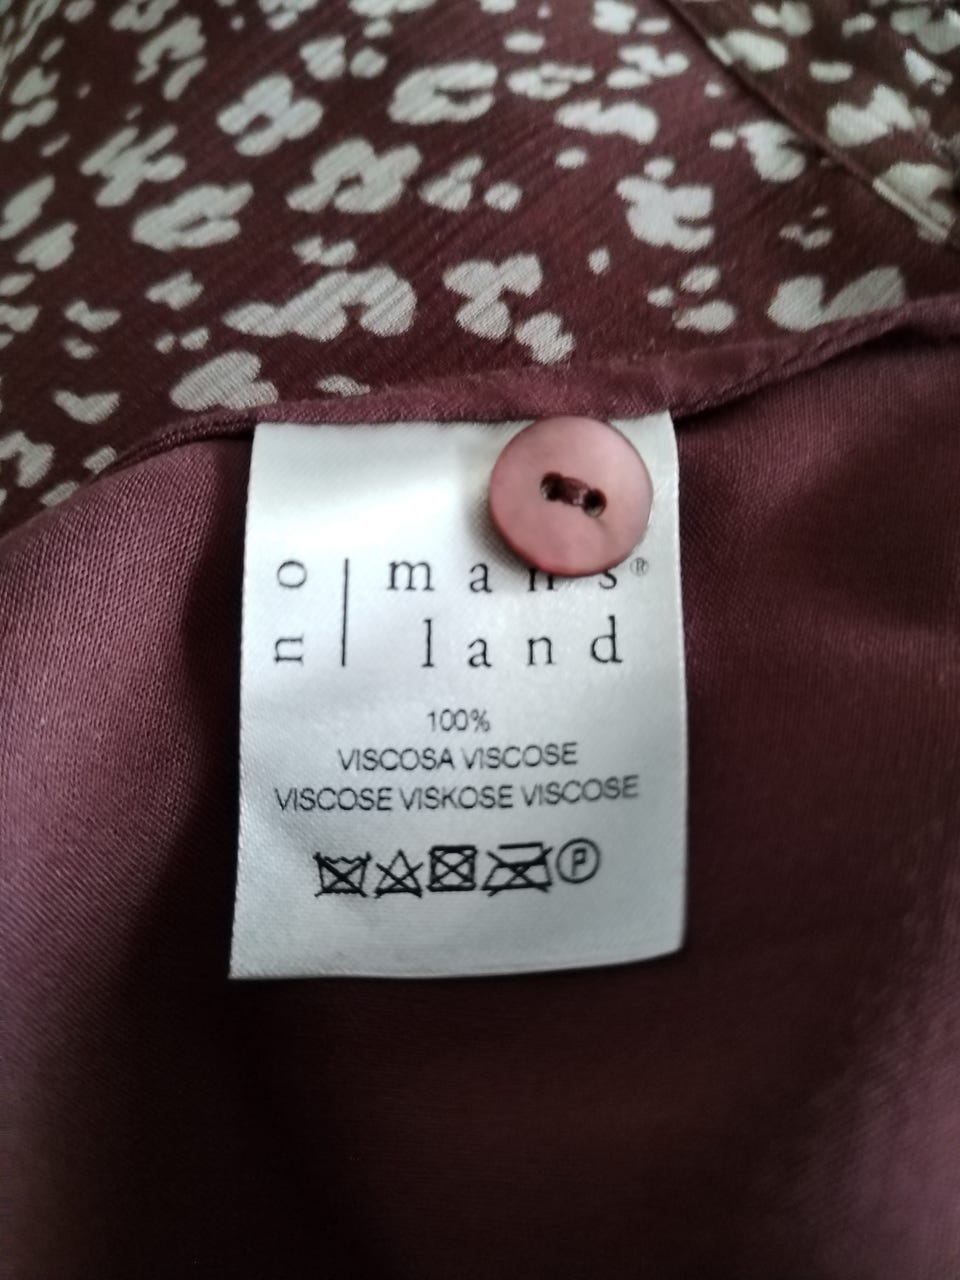 no | man's®
land
100%
VISCOSA VISCOSE
VISCOSE VISKOSE VISCOSE
P